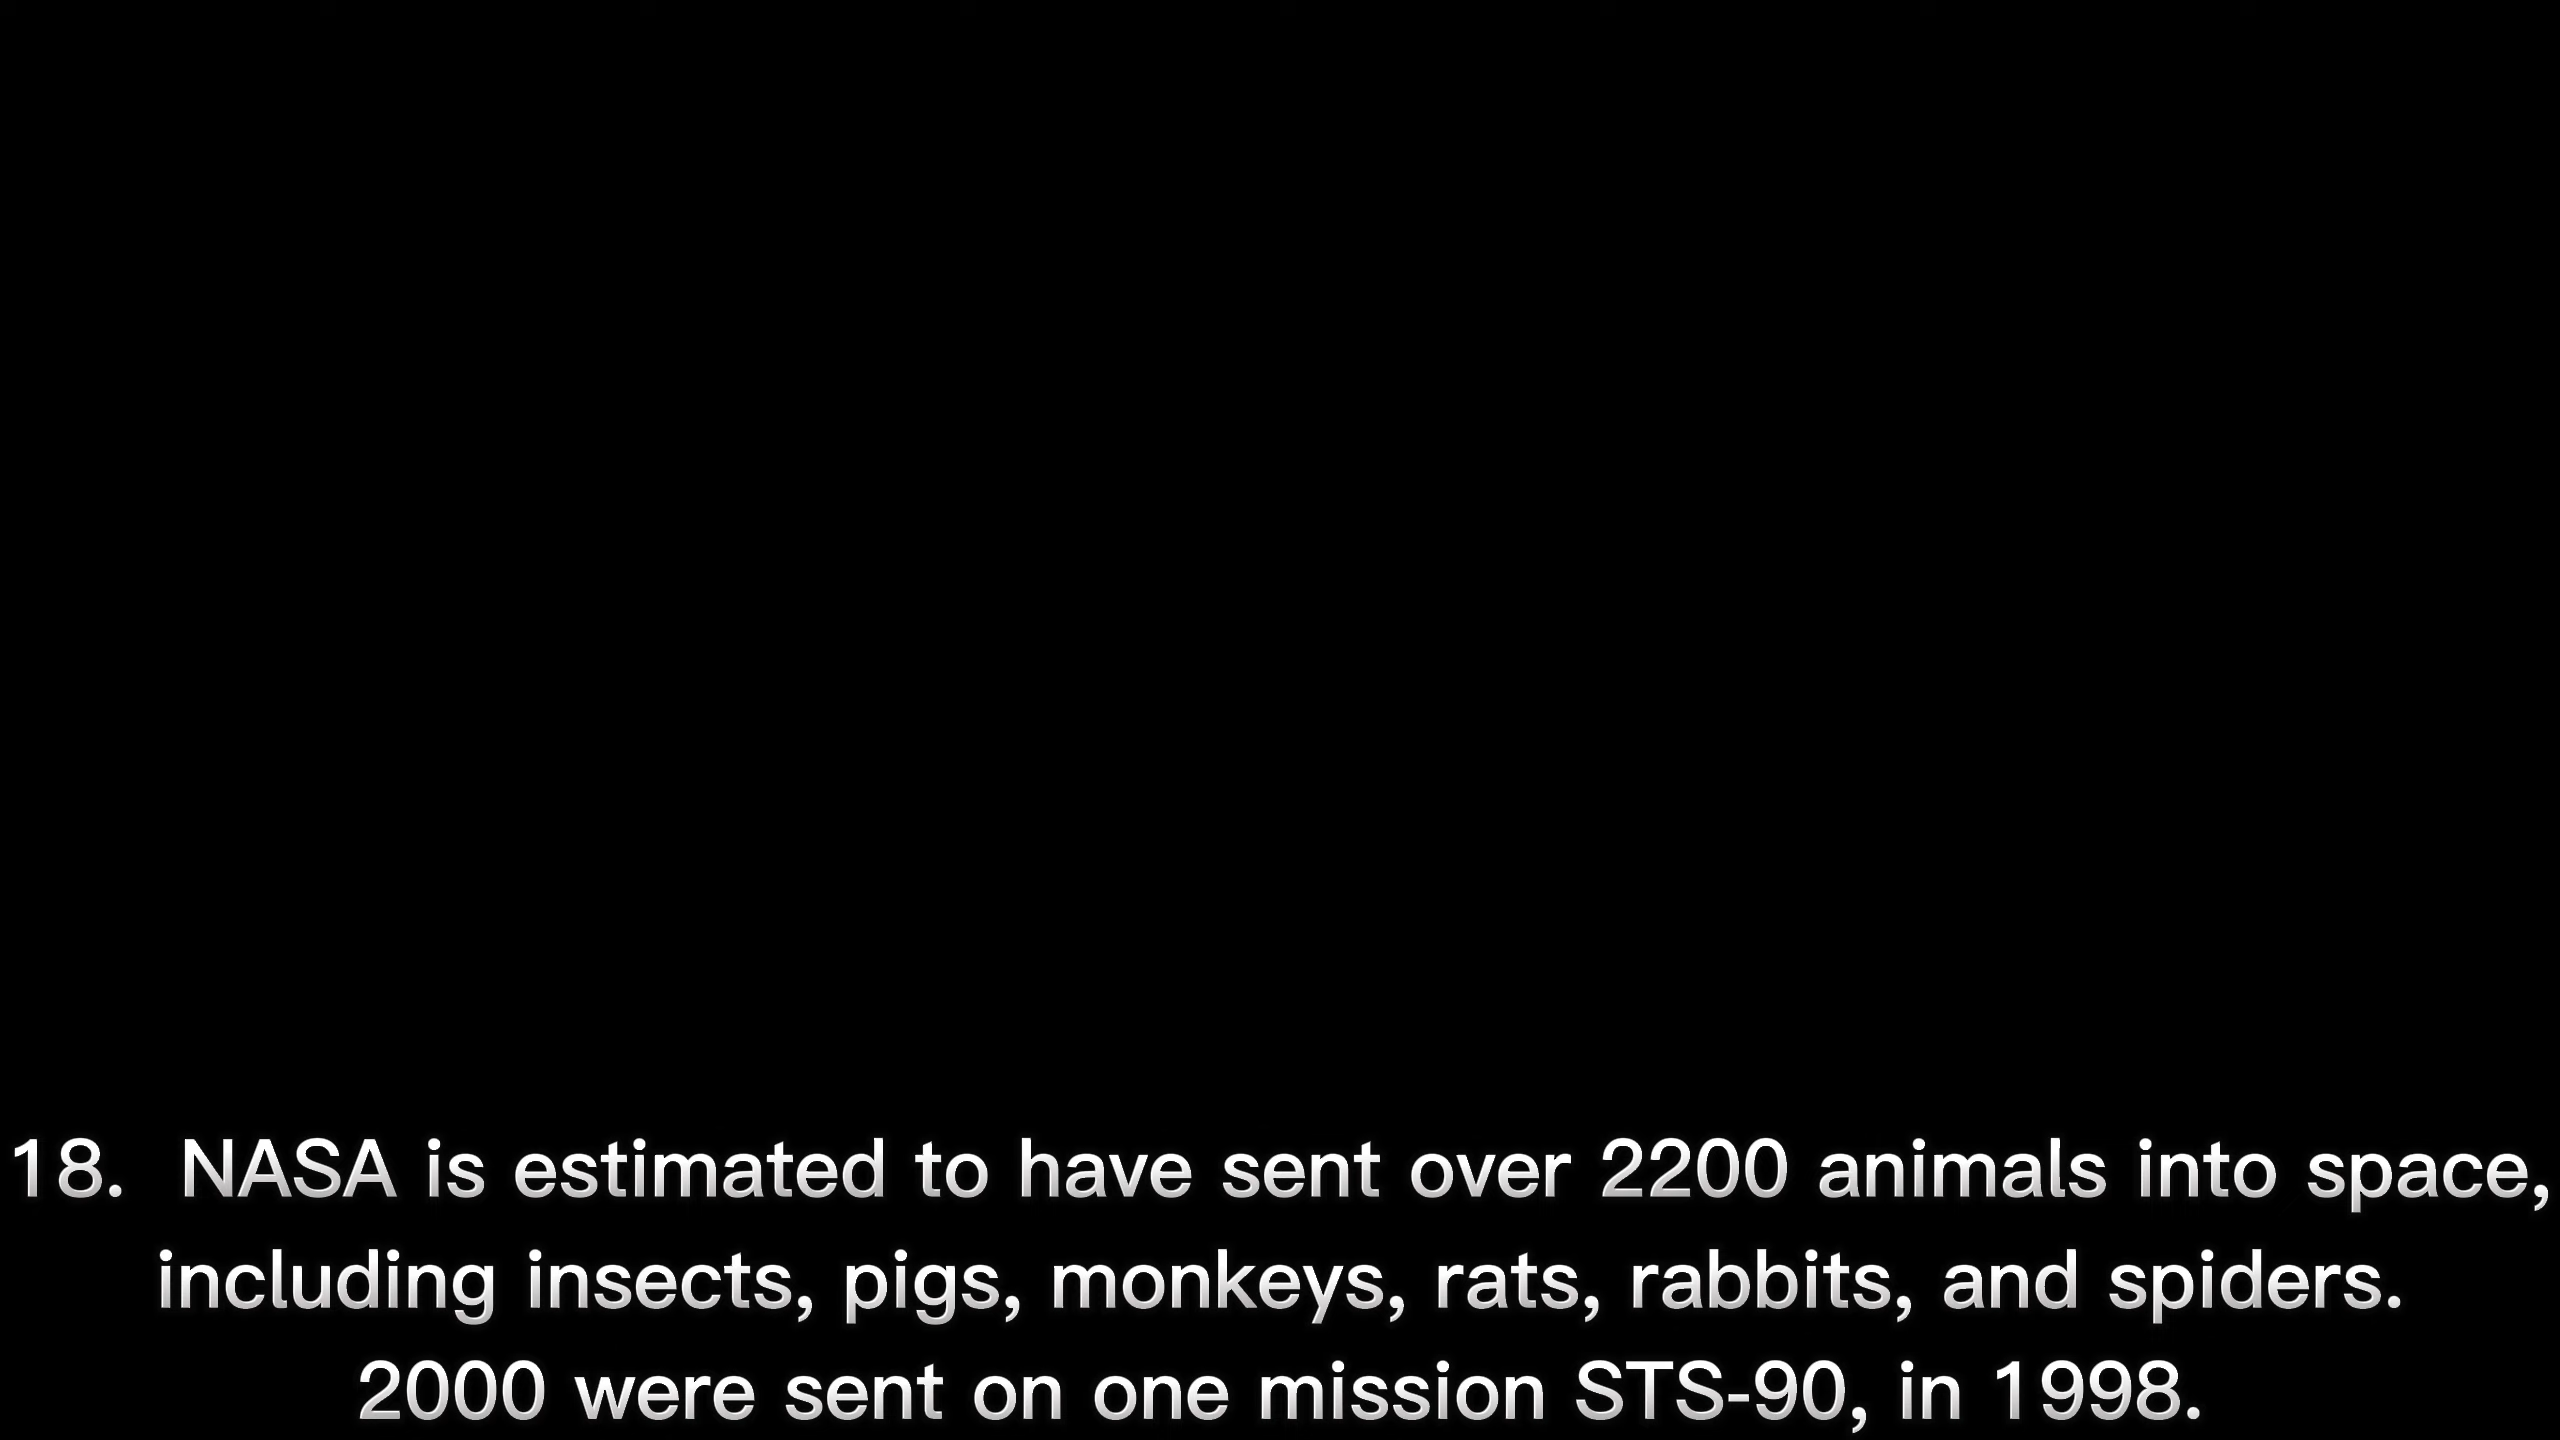 18.  NASA is estimated to have sent over 2200 animals into space,
including insects, pigs, monkeys, rats, rabbits, and spiders.
2000 were sent on one mission STS-90, in 1998.